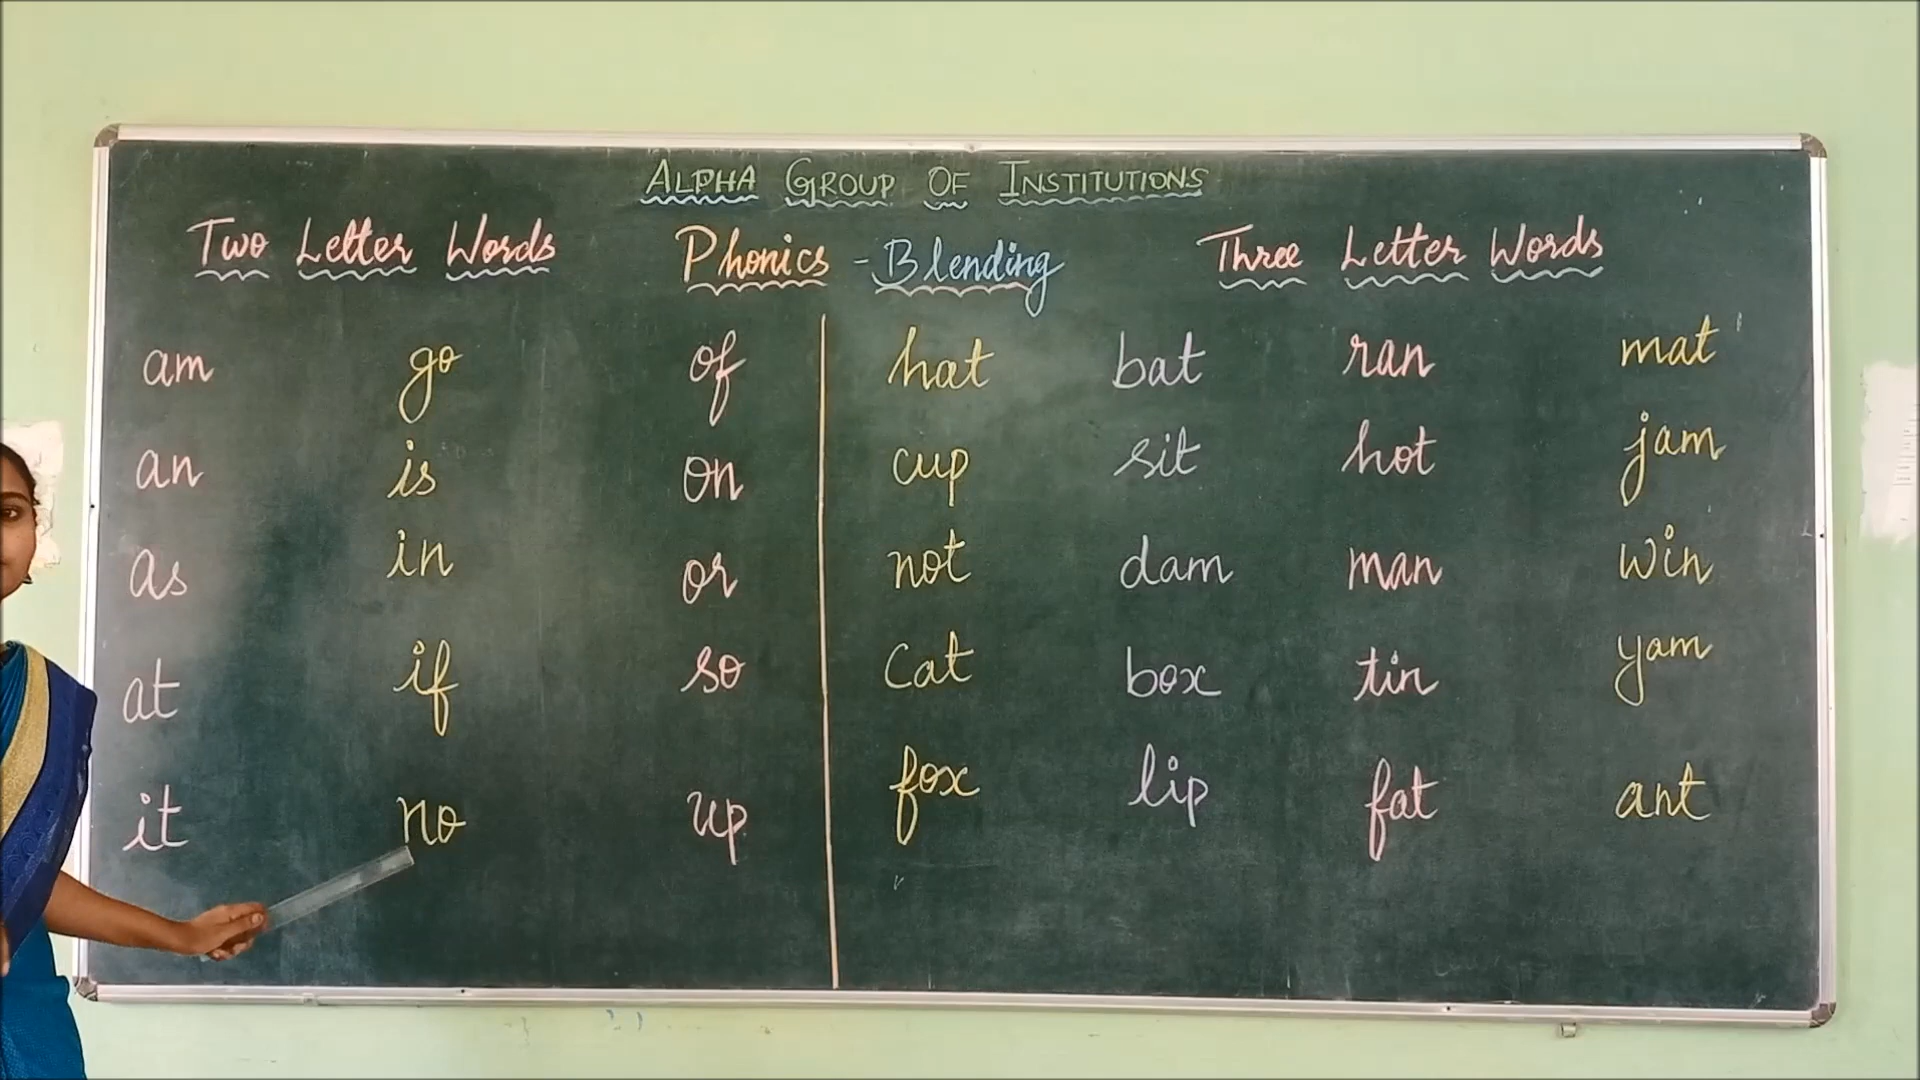 ALPHA GROUP OF INSTITUTIONS
Two Letter Words Phonics - Blending Three Letter Words
am go of hat bat ran mat
an is on cup sit hot jam
as in or not dam man win
at if so cat box tin yam
it no up fox lip fat ant